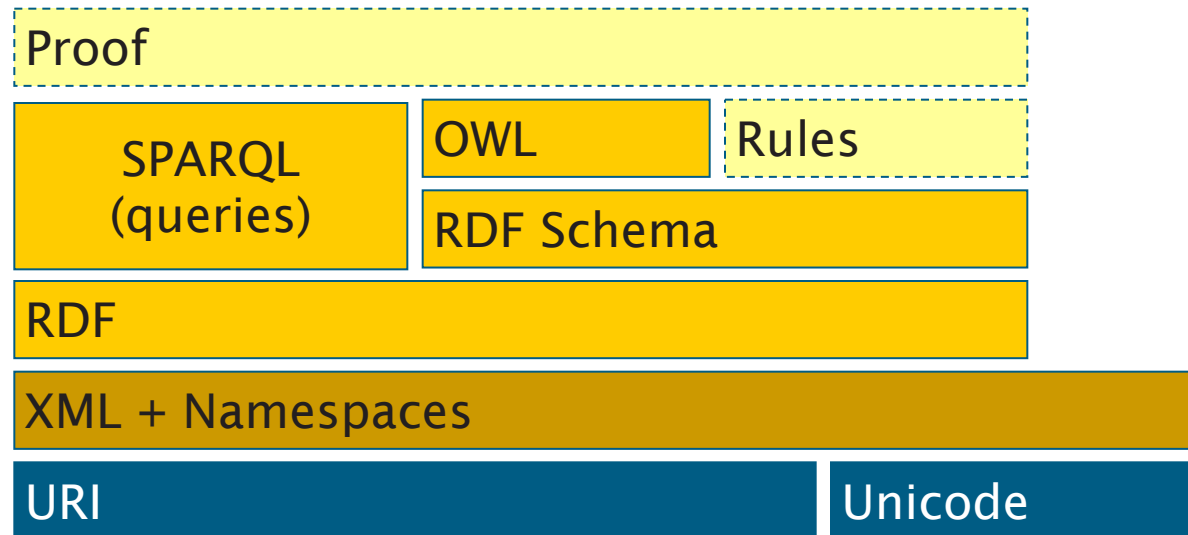 Proof
SPARQL
(queries)
OWL
Rules
RDF Schema
RDF
XML + Namespaces
URI
Unicode